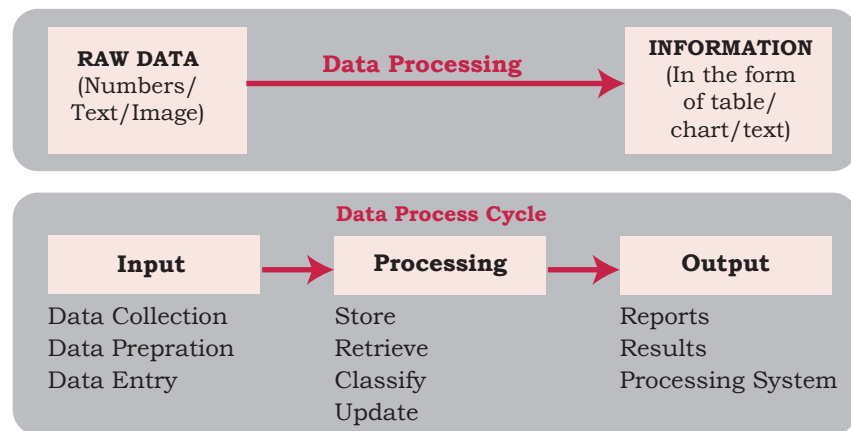 RAW DATA
(Numbers/
Text/Image)
Data Processing
INFORMATION
(In the form
of table/
chart/text)
Data Process Cycle
Input
Processing
Output
Data Collection
Data Prepration
Data Entry
Store
Retrieve
Classify
Update
Reports
Results
Processing System